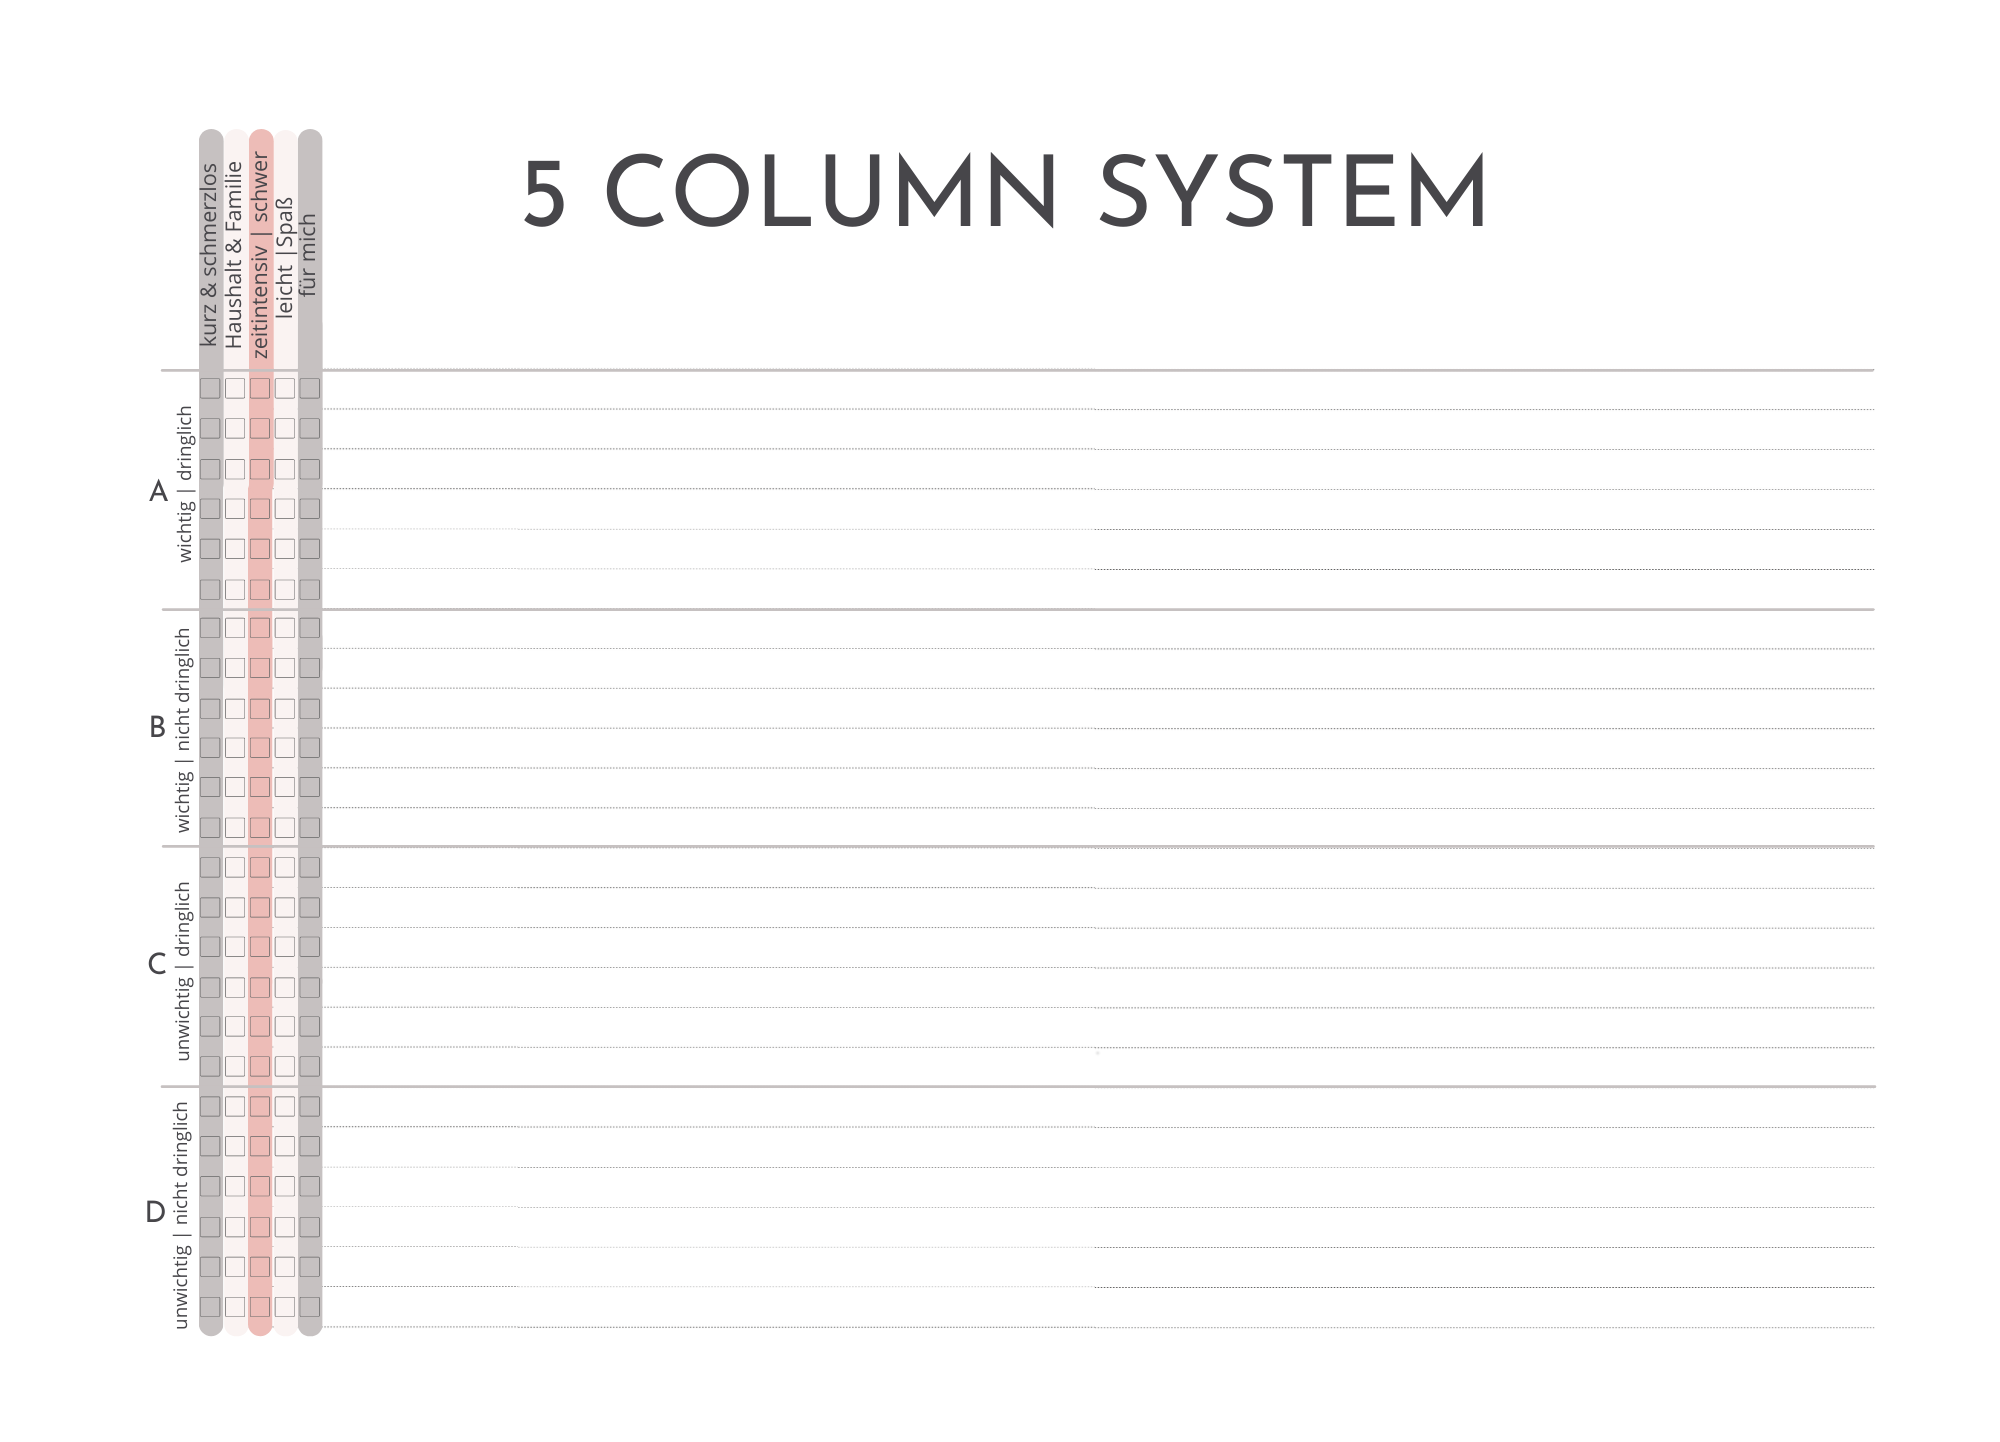 5 COLUMN SYSTEM
kurz & schmerzlos
Haushalt & Familie
zeitintensiv | schwer
leicht | Spaß
für mich
A
wichtig | dringlich
B
wichtig | nicht dringlich
C
unwichtig | dringlich
D
unwichtig | nicht dringlich